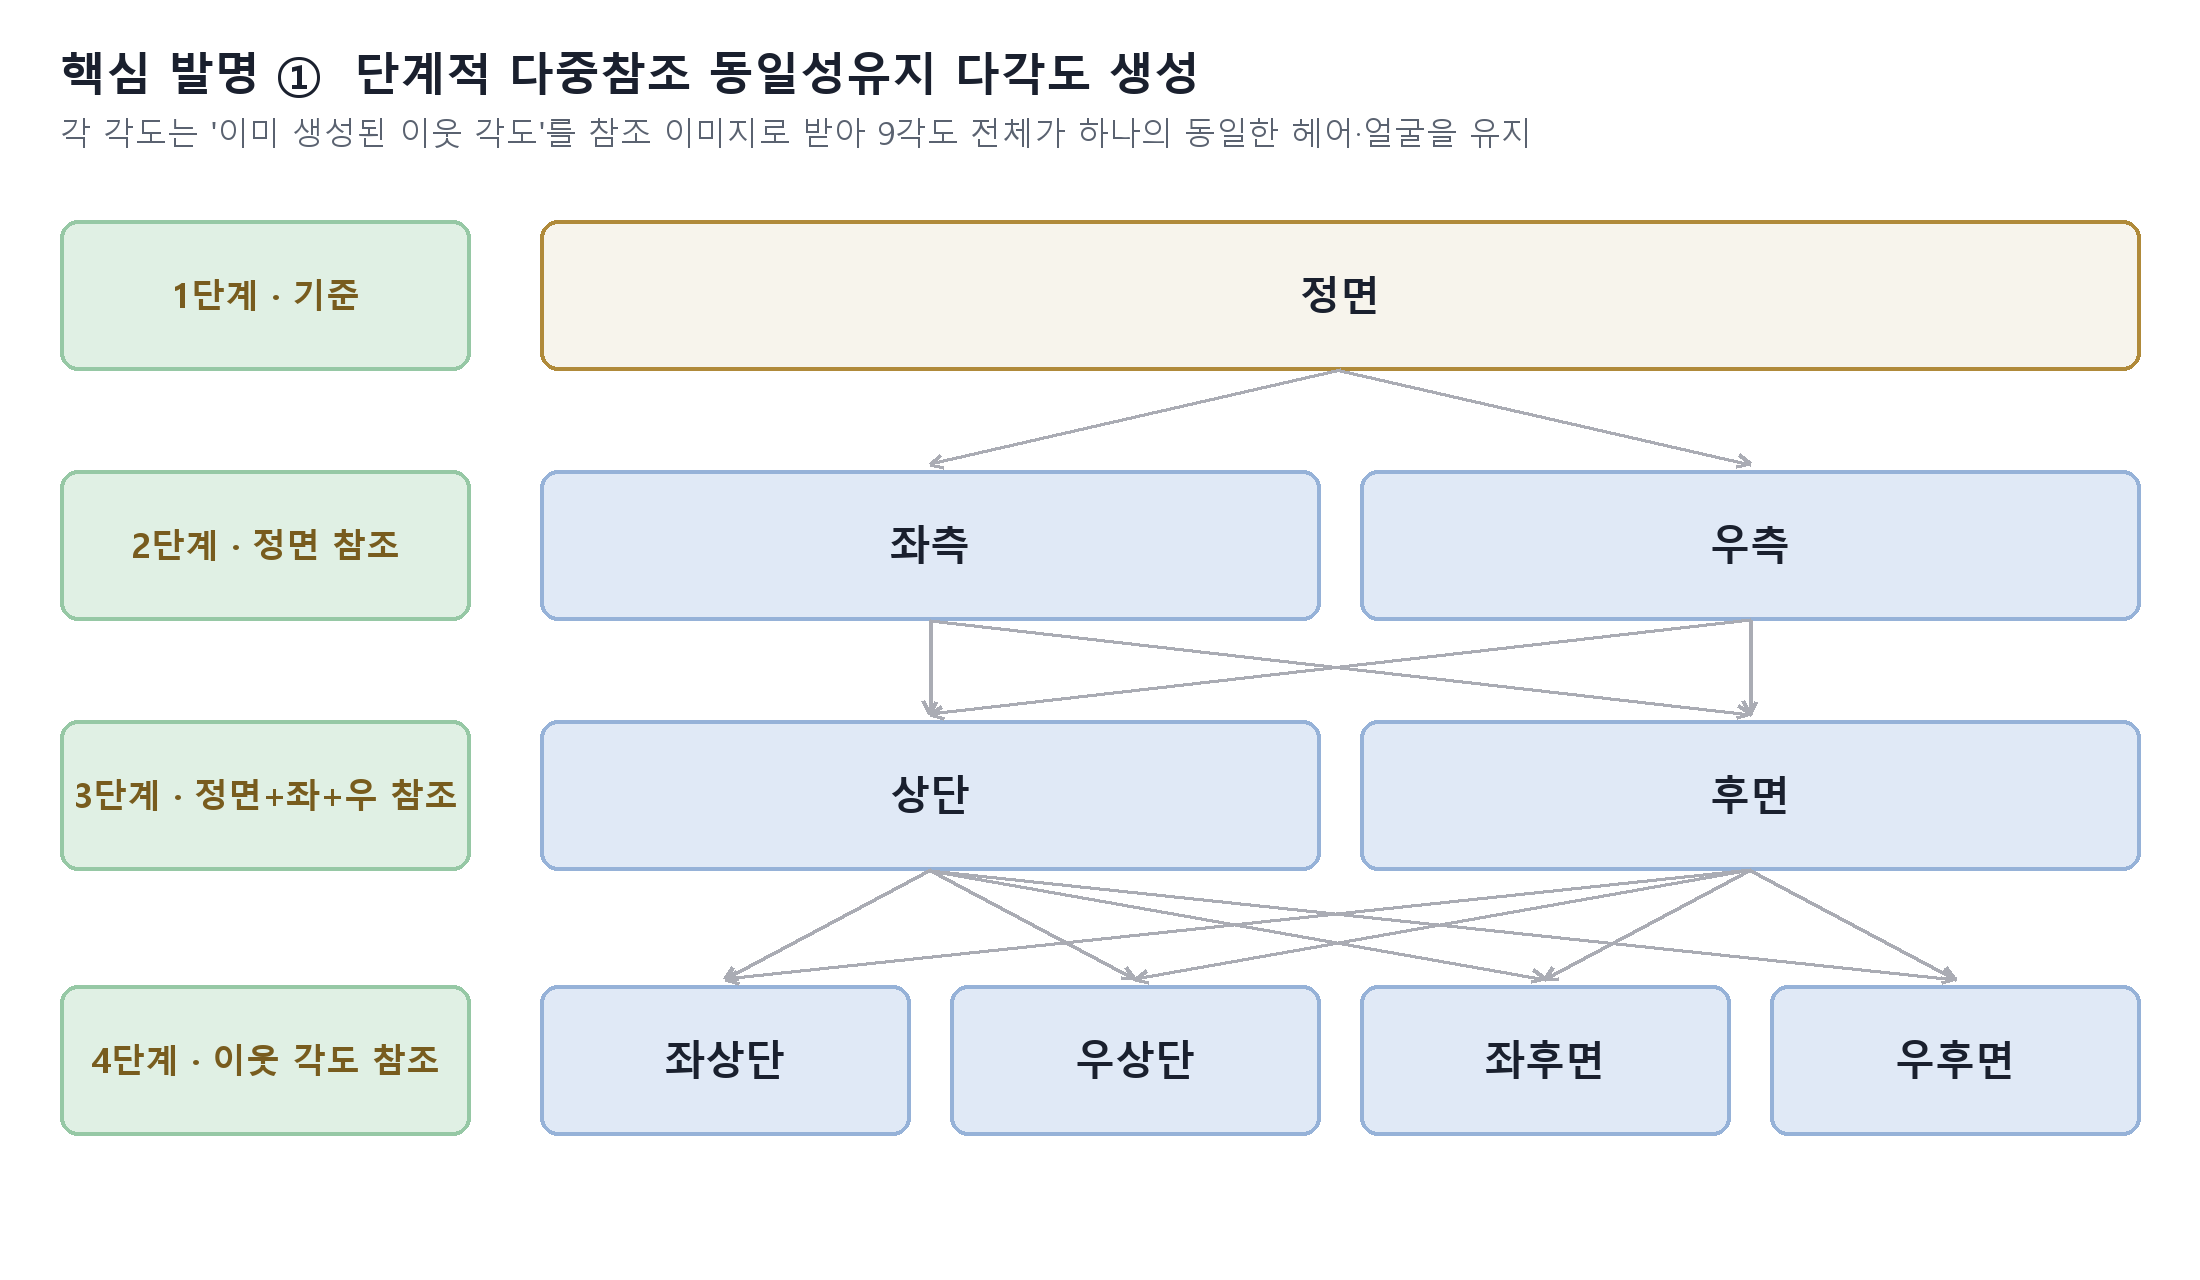 핵심 발명 ① 단계적 다중참조 동일성유지 다각도 생성
각 각도는 '이미 생성된 이웃 각도'를 참조 이미지로 받아 9각도 전체가 하나의 동일한 헤어·얼굴을 유지
1단계 · 기준
정면
2단계 · 정면 참조
좌측
우측
3단계 · 정면+좌+우 참조
상단
후면
4단계 · 이웃 각도 참조
좌상단
우상단
좌후면
우후면